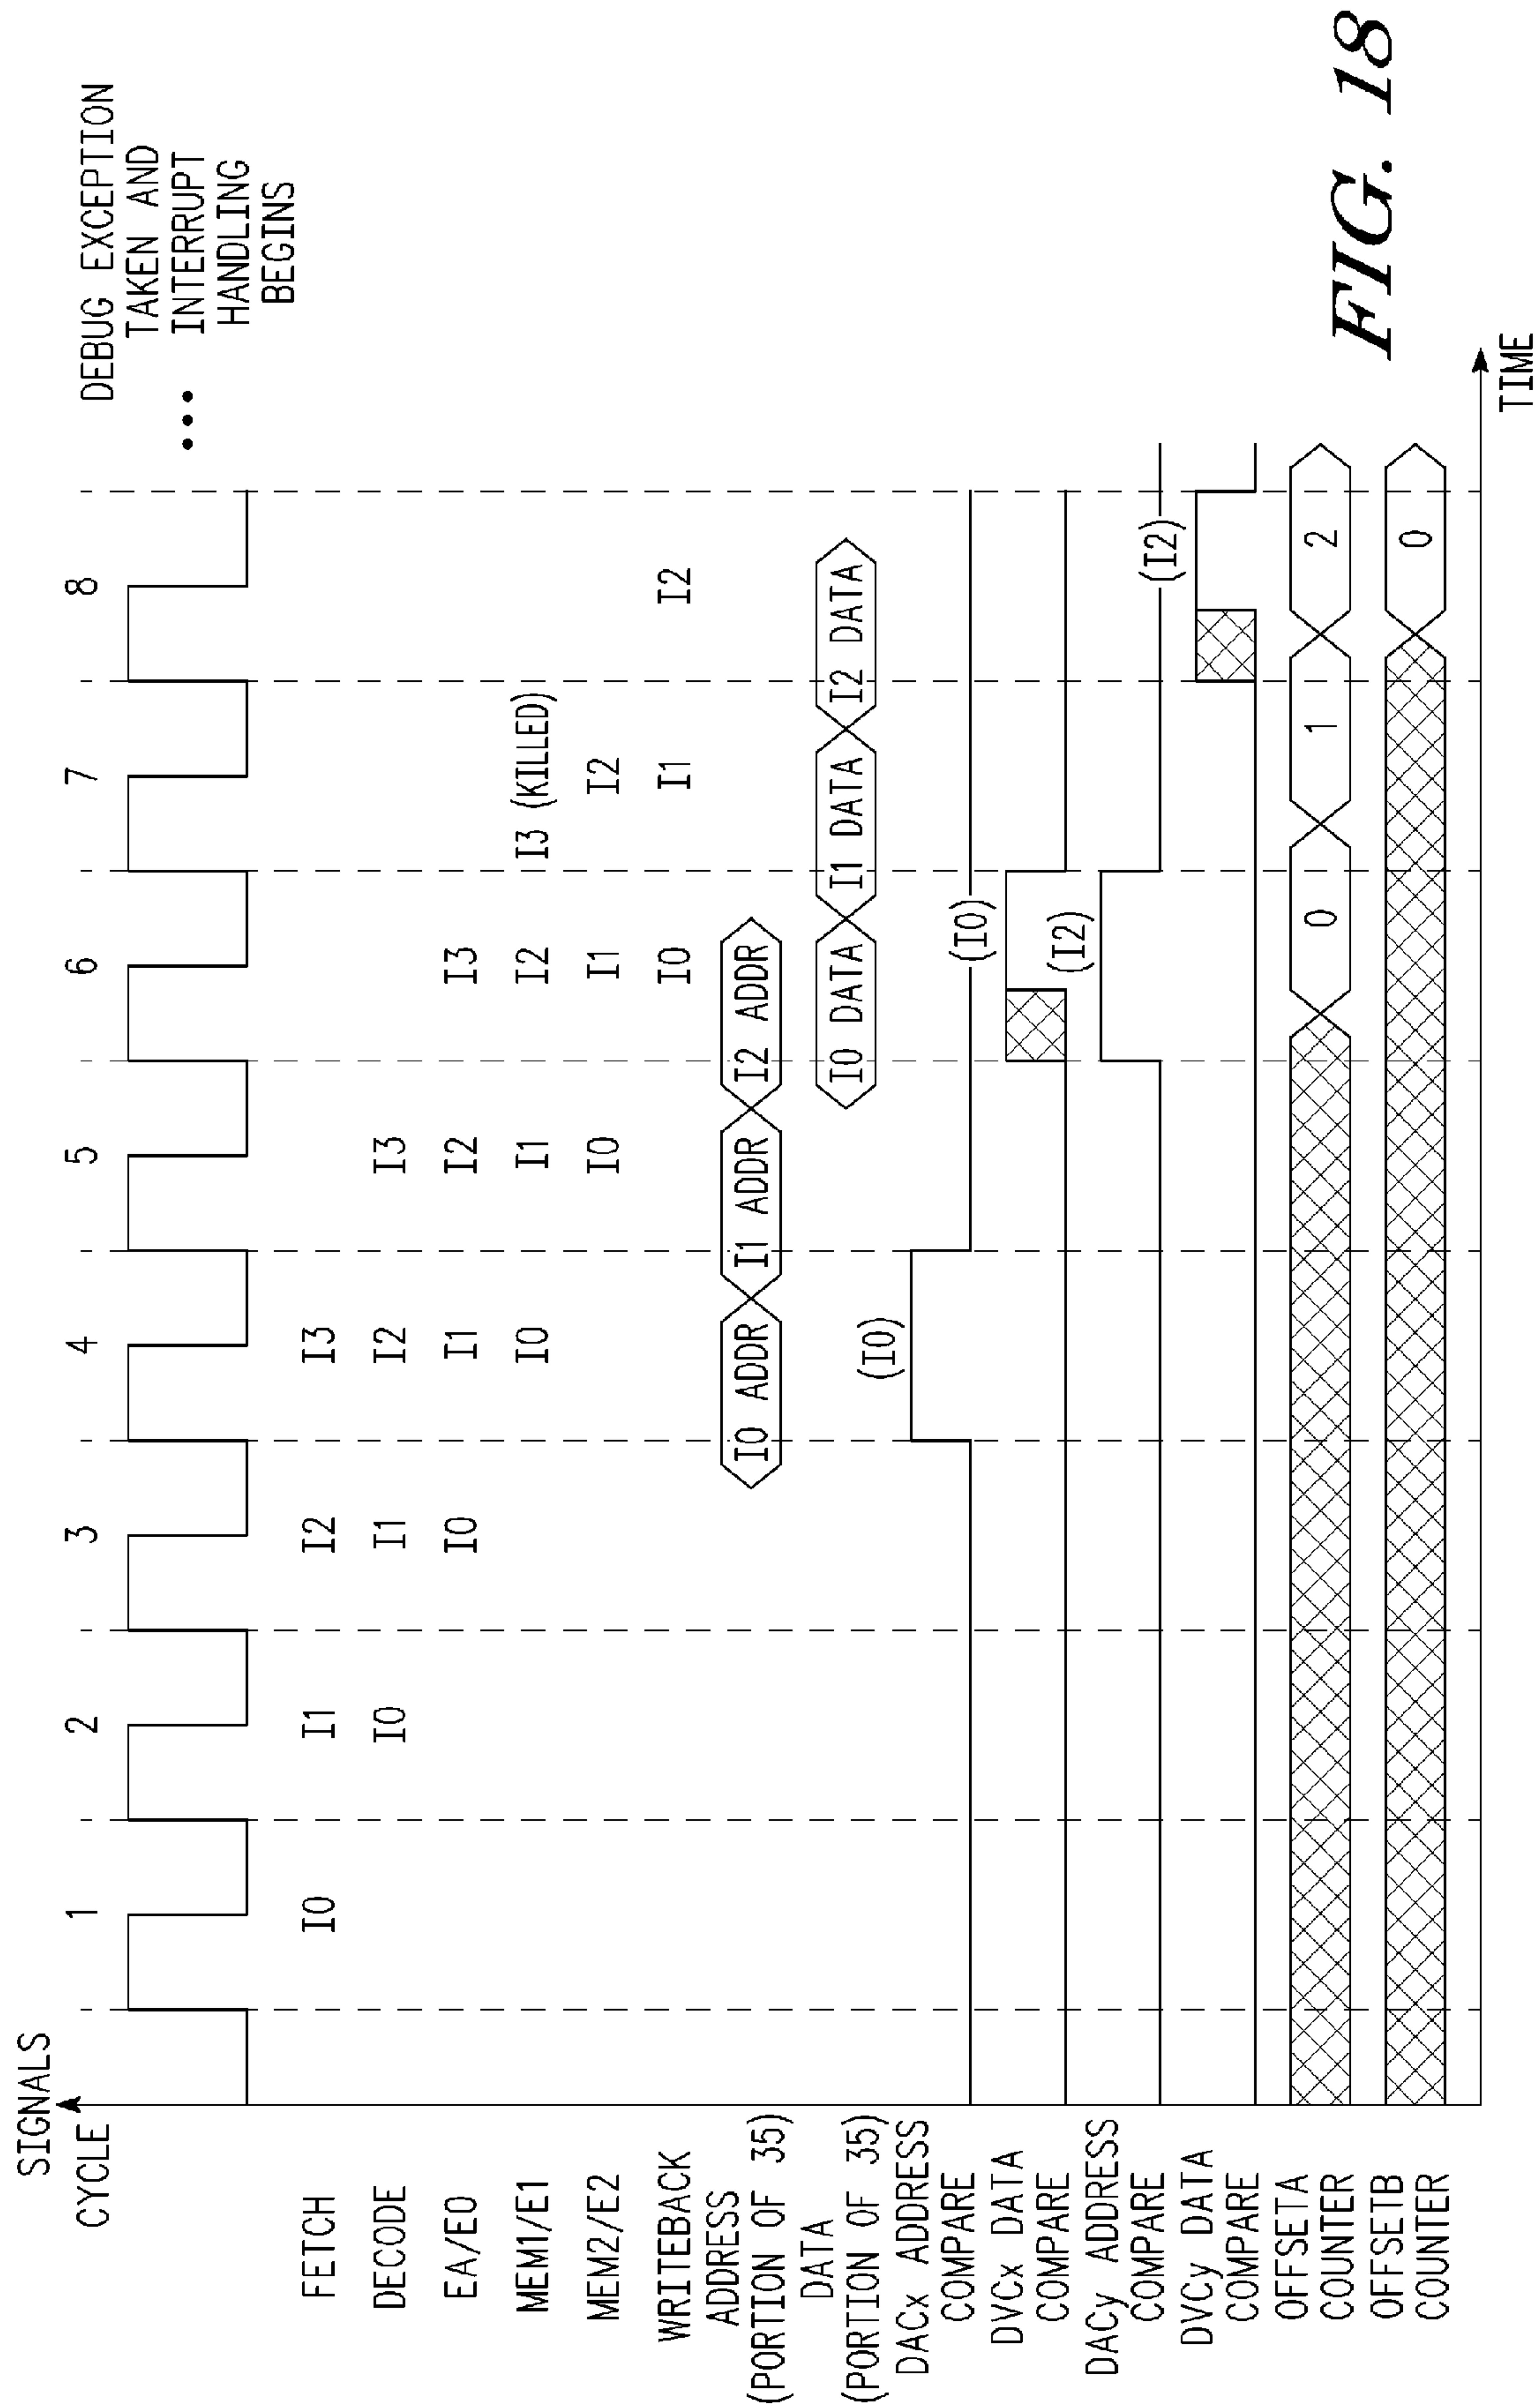 SIGNALS
CYCLE 1 2 3 4 5 6 7 8
DEBUG EXCEPTION
TAKEN AND
... INTERRUPT
HANDLING
BEGINS
FETCH I0 I1 I2 I3
DECODE I0 I1 I2 I3
EA/E0 I0 I1 I2 I3
MEM1/E1 I0 I1 I2 I3 (KILLED)
MEM2/E2 I0 I1 I2
WRITEBACK I0 I1 I2
ADDRESS
(PORTION OF 35) I0 ADDR I1 ADDR I2 ADDR
DATA
(PORTION OF 35) I0 DATA I1 DATA I2 DATA
DACx ADDRESS
COMPARE (I0)
DVCx DATA
COMPARE (I0)
DACy ADDRESS
COMPARE (I2)
DVCy DATA
COMPARE (I2)
OFFSETA
COUNTER 0 1 2
OFFSETB
COUNTER 0
TIME
FIG. 18